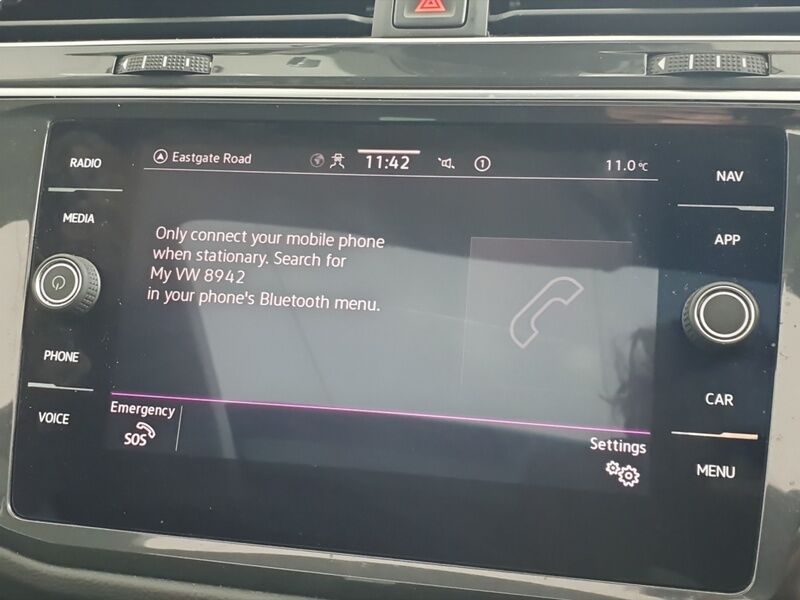 RADIO
MEDIA
PHONE
VOICE
Eastgate Road
11:42
1
11.0°C
Only connect your mobile phone
when stationary. Search for
My VW 8942
in your phone's Bluetooth menu.
Emergency
SOS
Settings
NAV
APP
CAR
MENU